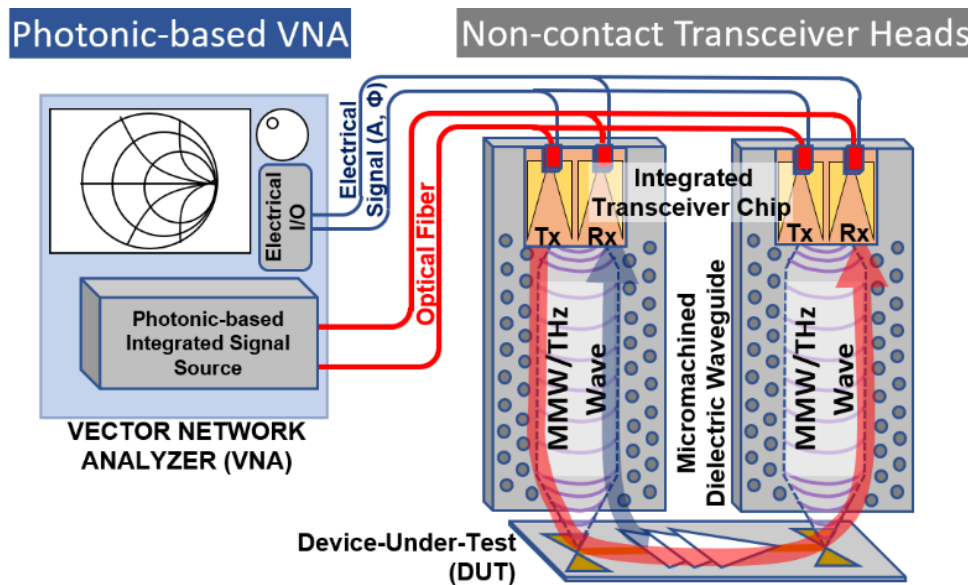 Photonic-based VNA
Non-contact Transceiver Heads
Electrical
Signal (A, Φ)
Optical Fiber
Electrical
I/O
Photonic-based
Integrated Signal
Source
VECTOR NETWORK
ANALYZER (VNA)
Integrated
Transceiver Chip
Tx
Rx
Tx
Rx
MMW/THz
Wave
Micromachined
Dielectric Waveguide
MMW/THz
Wave
Device-Under-Test
(DUT)